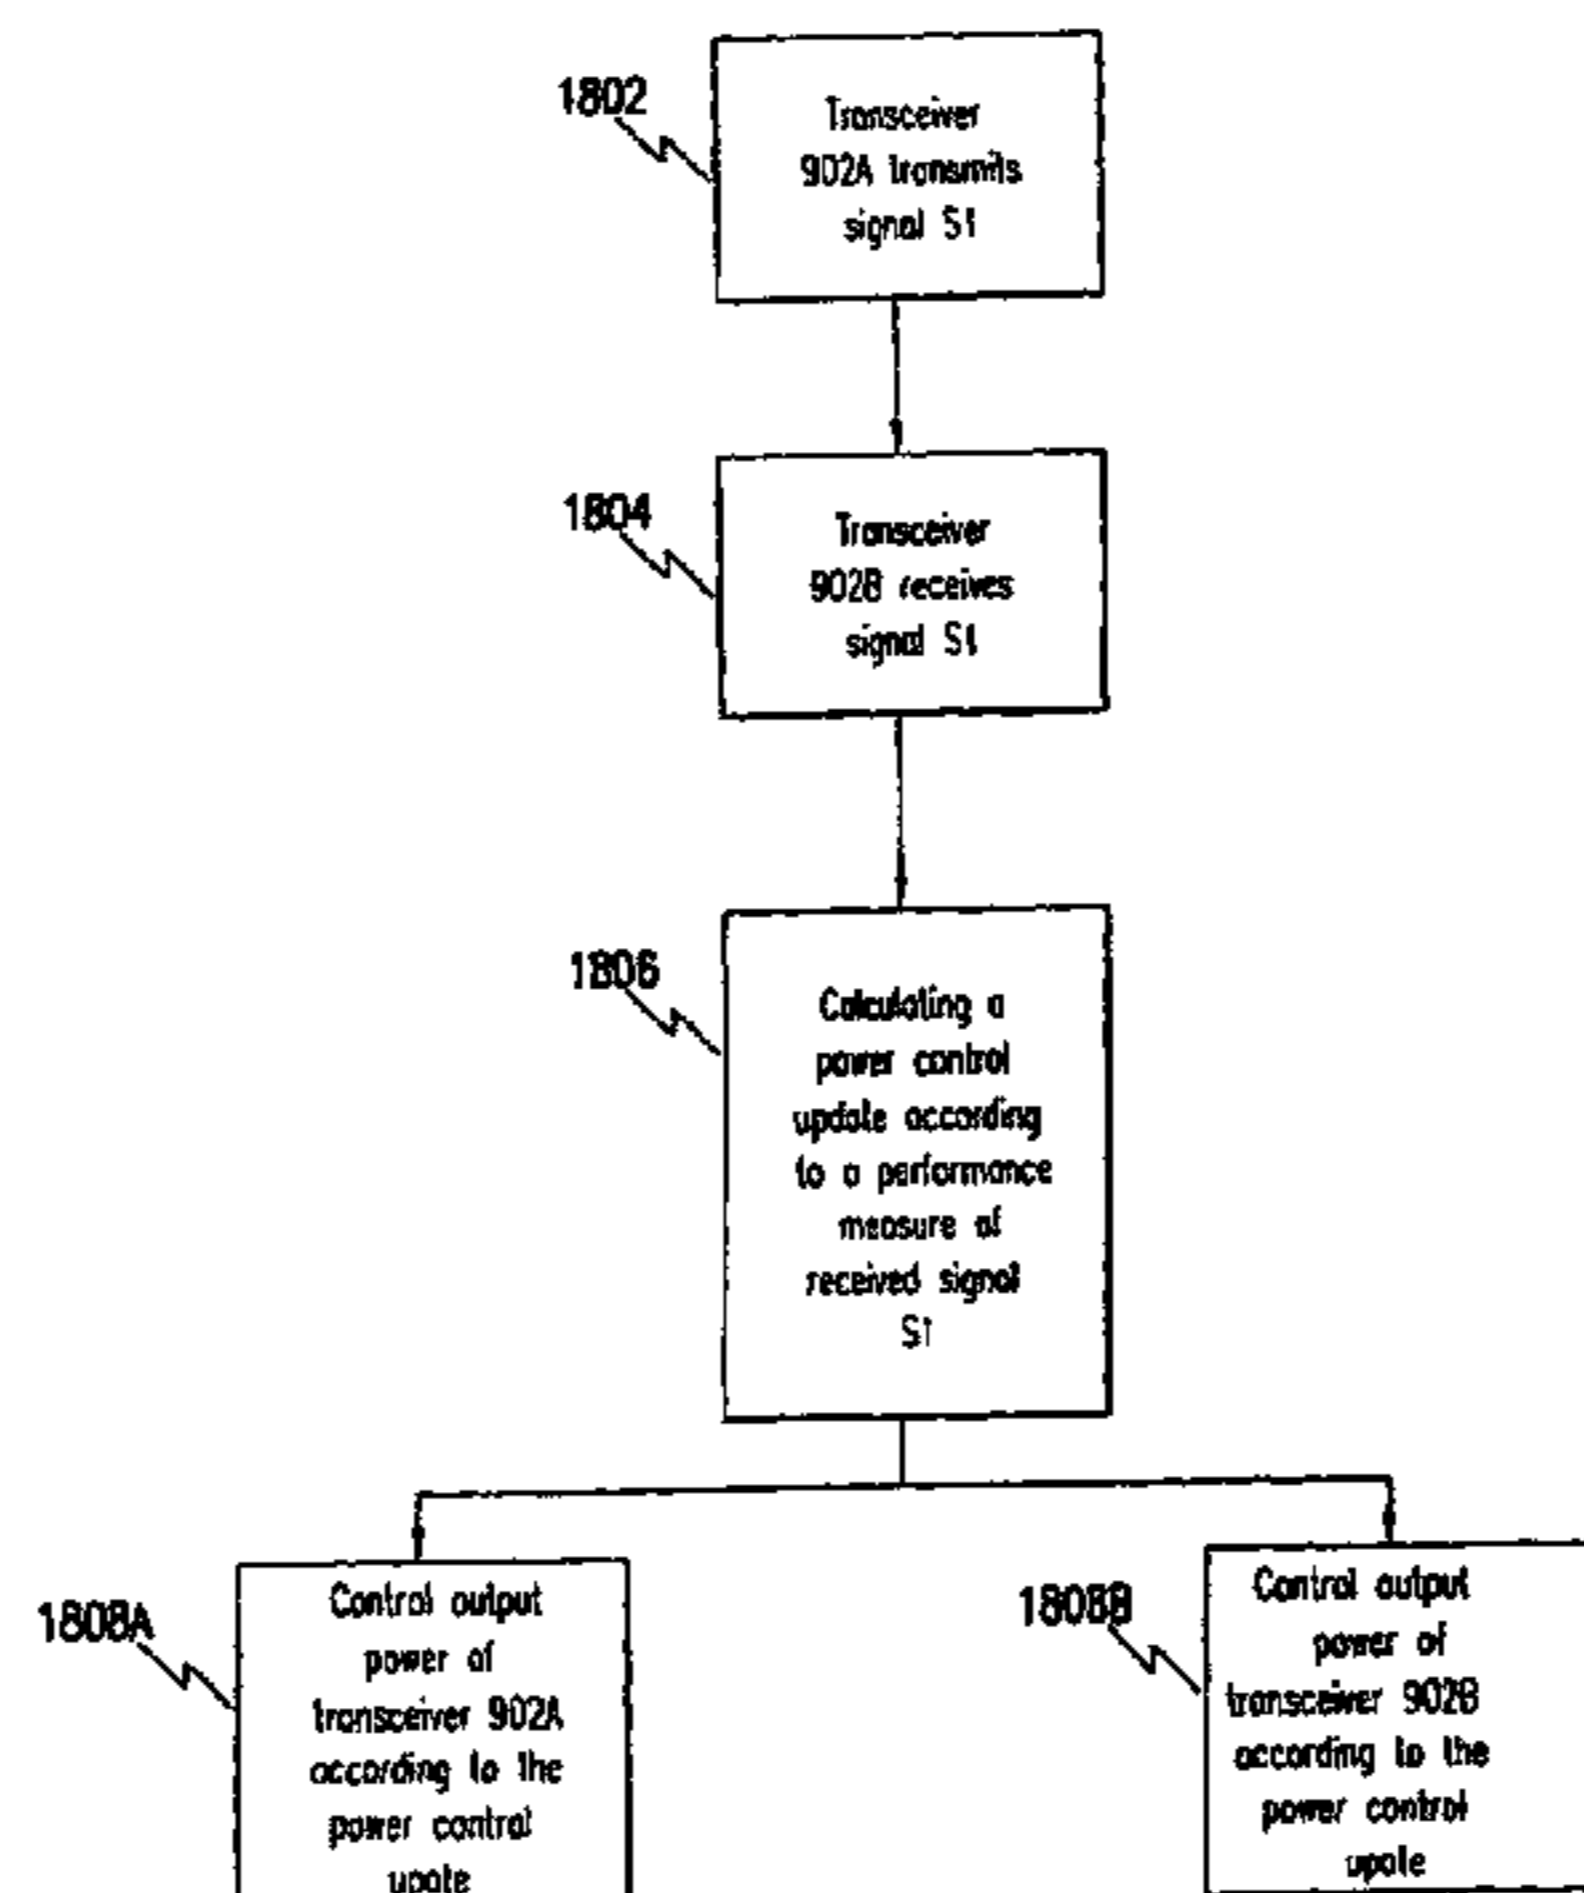 1802
Transceiver
902A transmits
signal S1
1804
Transceiver
902B receives
signal S1
1806
Calculating a
power control
update according
to a performance
measure of
received signal
S1
1808A
Control output
power of
transceiver 902A
according to the
power control
upate
1808B
Control output
power of
transceiver 902B
according to the
power control
upate